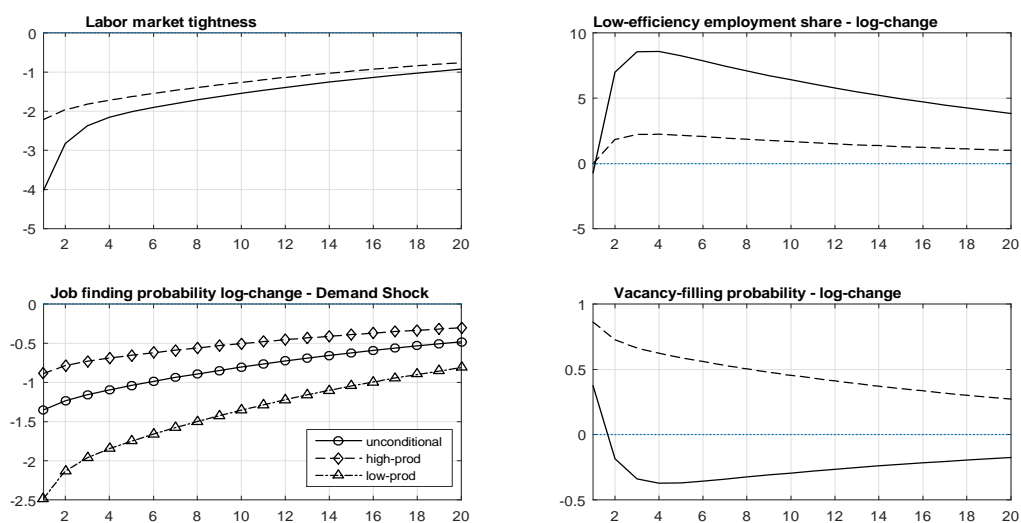 Labor market tightness
0
-1
-2
-3
-4
-5
2 4 6 8 10 12 14 16 18 20
Low-efficiency employment share - log-change
10
5
0
-5
2 4 6 8 10 12 14 16 18 20
Job finding probability log-change - Demand Shock
0
-0.5
-1
-1.5
-2
-2.5
unconditional
high-prod
low-prod
2 4 6 8 10 12 14 16 18 20
Vacancy-filling probability - log-change
1
0.5
0
-0.5
2 4 6 8 10 12 14 16 18 20